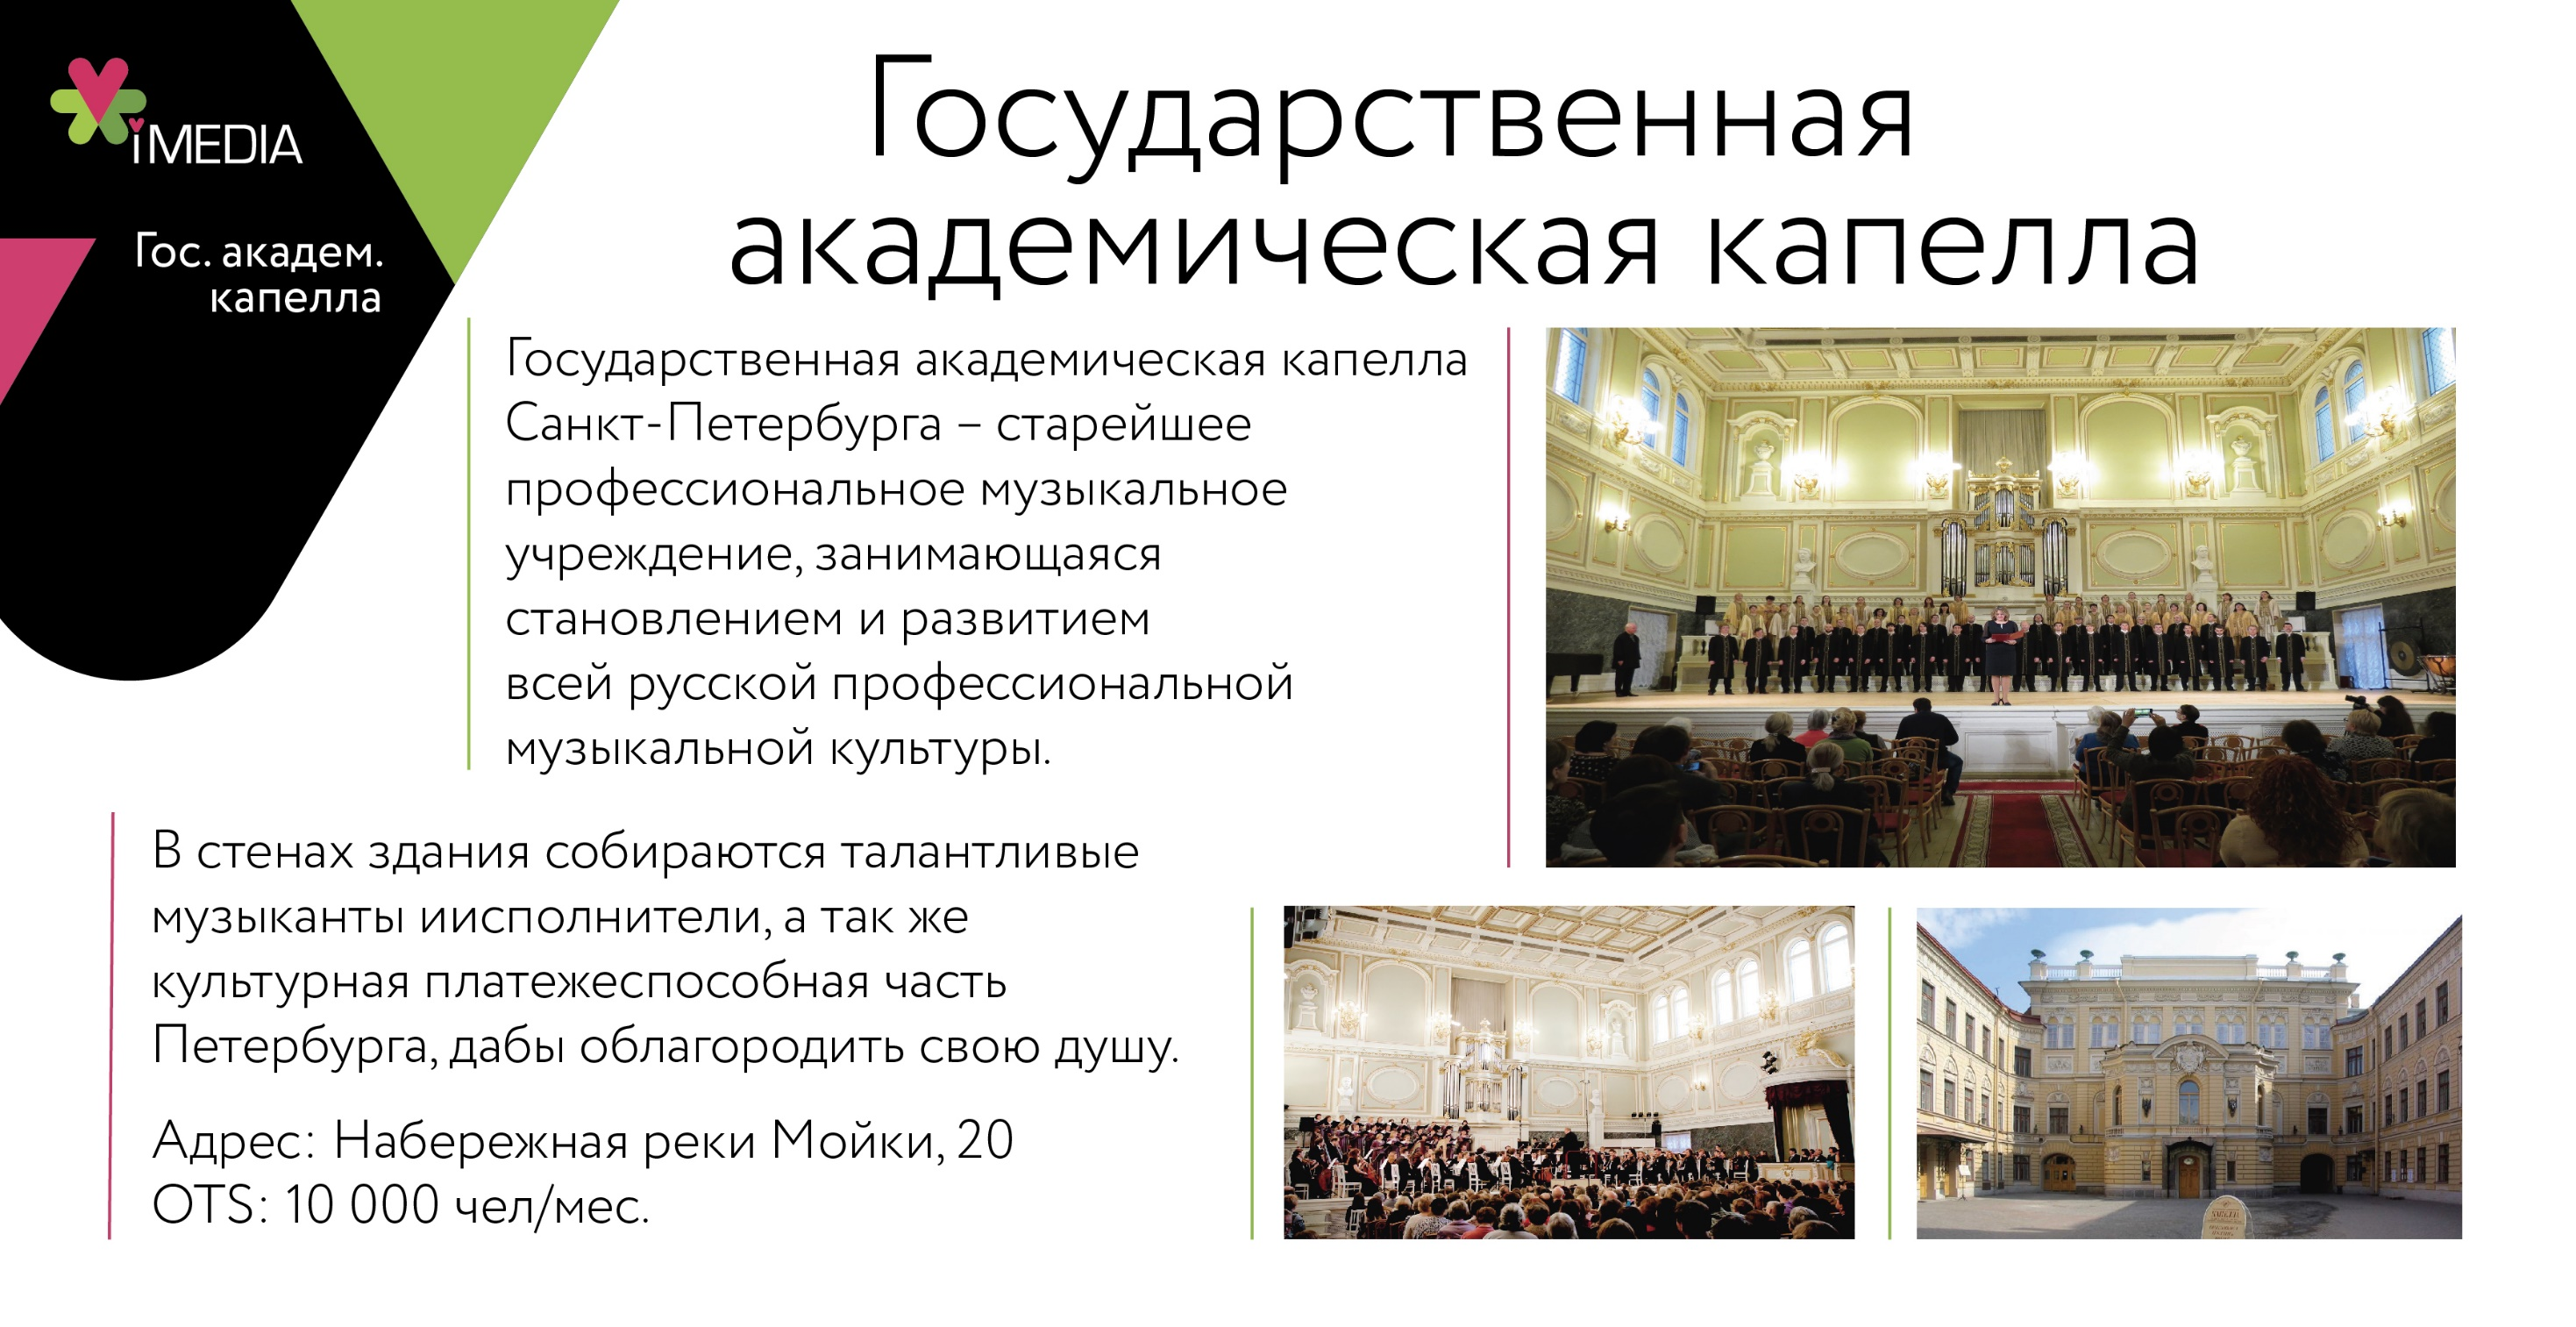 iMEDIA
Гос. академ.
капелла
Государственная
академическая капелла
Государственная академическая капелла
Санкт-Петербурга – старейшее
профессиональное музыкальное
учреждение, занимающаяся
становлением и развитием
всей русской профессиональной
музыкальной культуры.
В стенах здания собираются талантливые
музыканты иисполнители, а так же
культурная платежеспособная часть
Петербурга, дабы облагородить свою душу.
Адрес: Набережная реки Мойки, 20
OTS: 10 000 чел/мес.